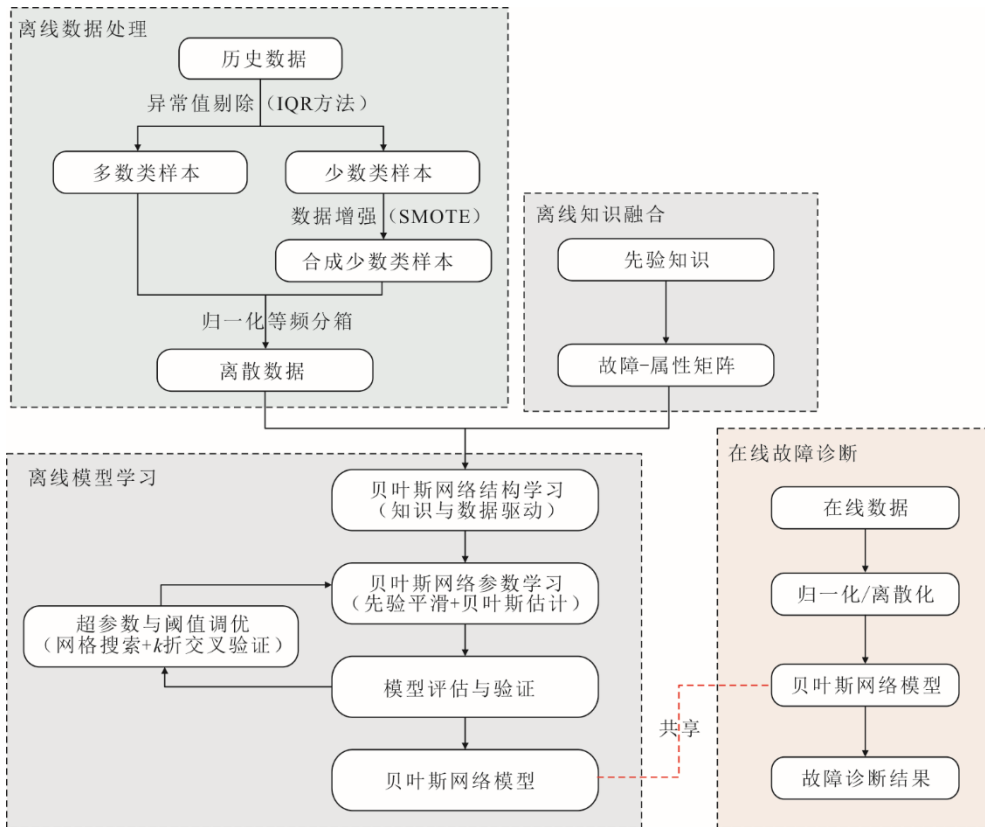 离线数据处理
历史数据
异常值剔除（IQR方法）
多数类样本
少数类样本
数据增强（SMOTE）
合成少数类样本
归一化等频分箱
离散数据
离线知识融合
先验知识
故障-属性矩阵
离线模型学习
贝叶斯网络结构学习
（知识与数据驱动）
贝叶斯网络参数学习
（先验平滑+贝叶斯估计）
超参数与阈值调优
（网格搜索+k折交叉验证）
模型评估与验证
贝叶斯网络模型
共享
在线故障诊断
在线数据
归一化/离散化
贝叶斯网络模型
故障诊断结果